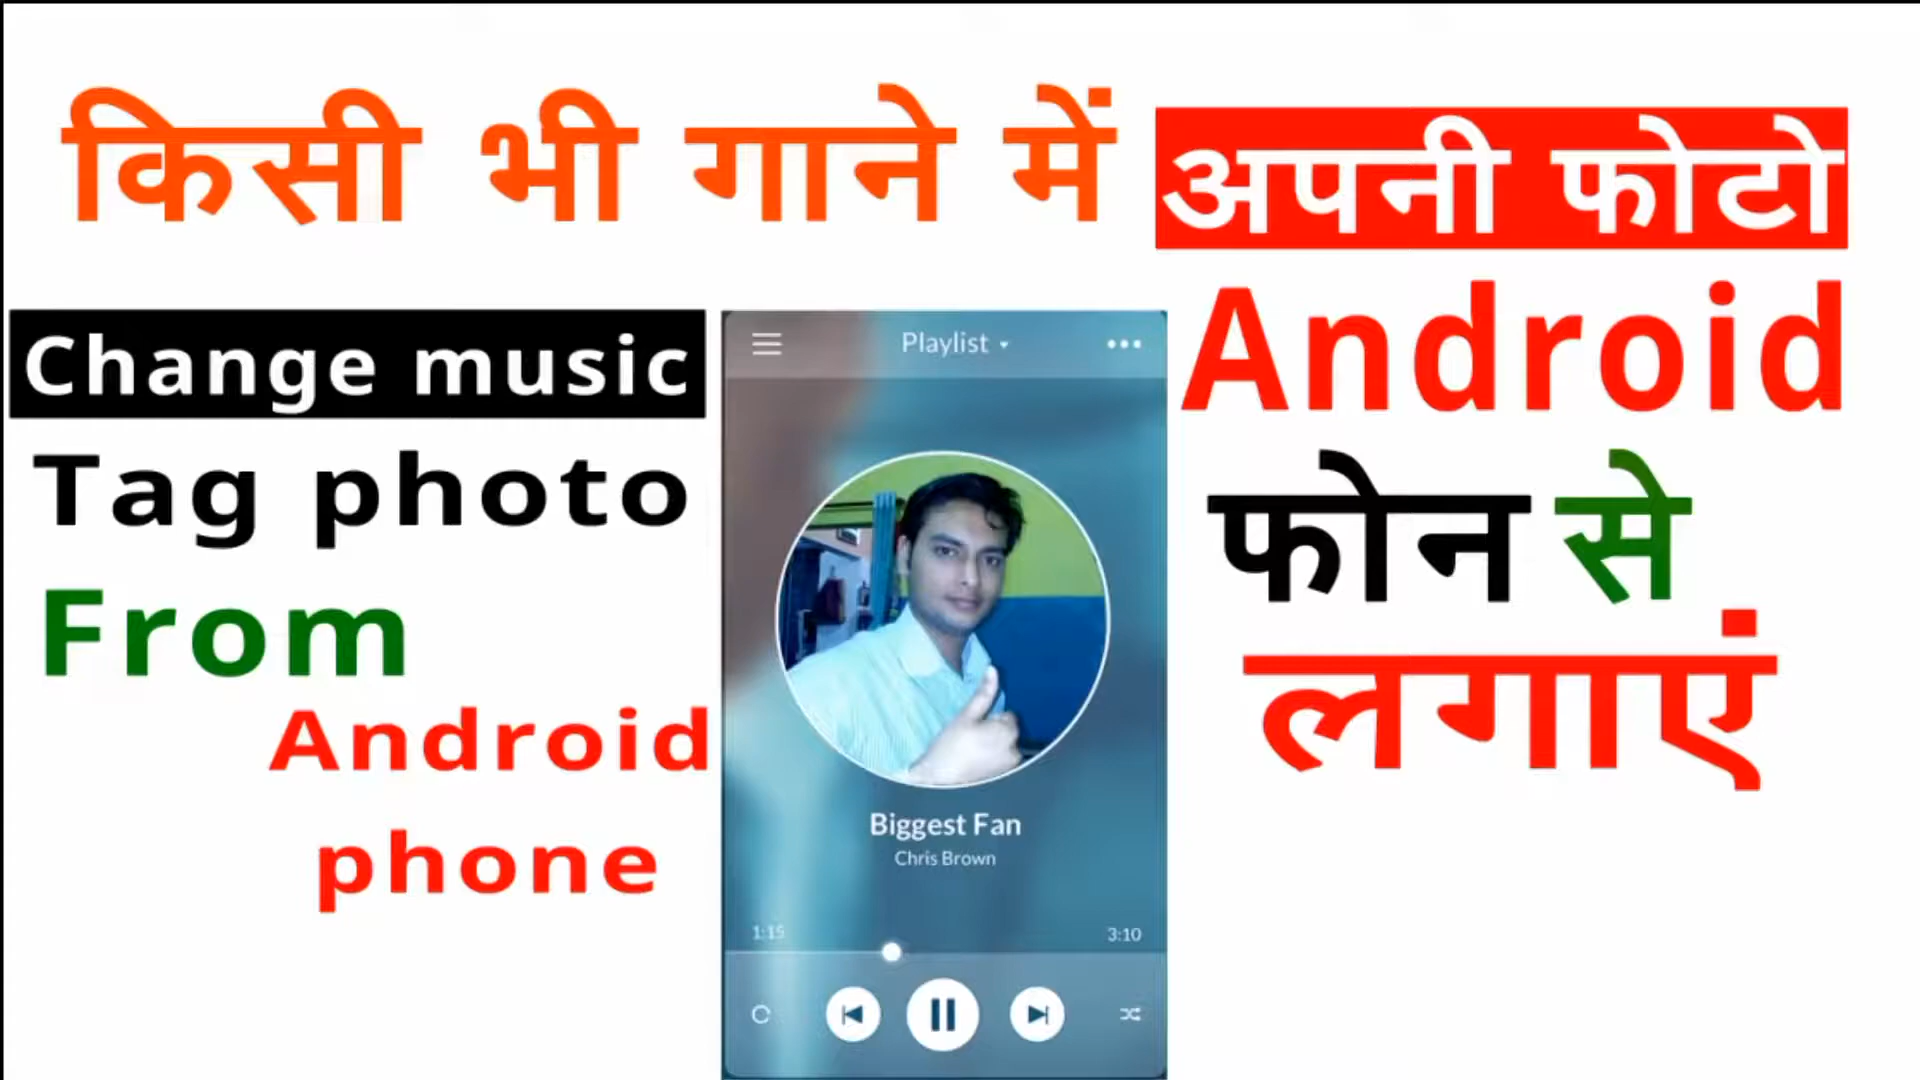 किसी भी गाने में अपनी फोटो
Change music
Tag photo
From
Android
phone
Playlist
Biggest Fan
Chris Brown
1:15
3:10
Android
फोन से
लगाएं